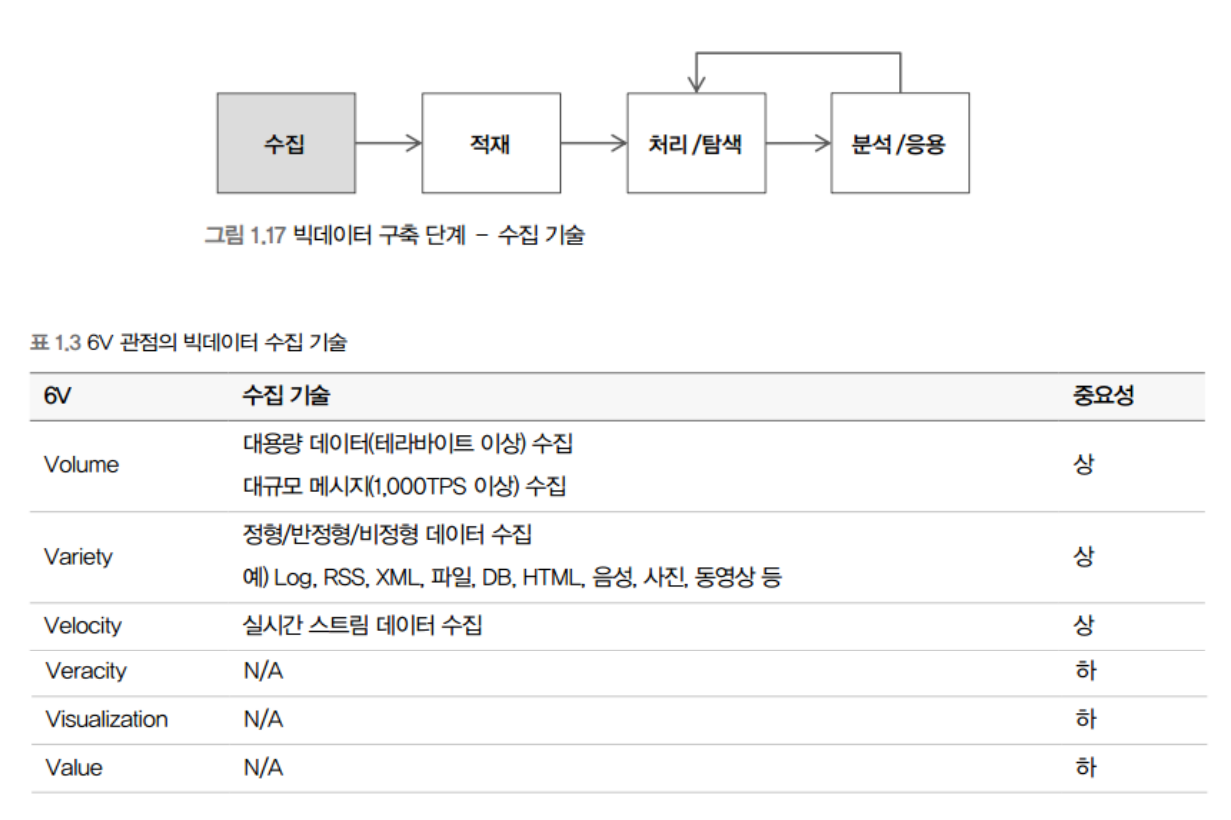 수집
적재
처리/탐색
분석/응용
그림 1.17 빅데이터 구축 단계 - 수집 기술
표 1.3 6V 관점의 빅데이터 수집 기술
6V 수집 기술 중요성
Volume 대용량 데이터(테라바이트 이상) 수집 상
대규모 메시지(1,000TPS 이상) 수집
Variety 정형/반정형/비정형 데이터 수집 상
예) Log, RSS, XML, 파일, DB, HTML, 음성, 사진, 동영상 등
Velocity 실시간 스트림 데이터 수집 상
Veracity N/A 하
Visualization N/A 하
Value N/A 하